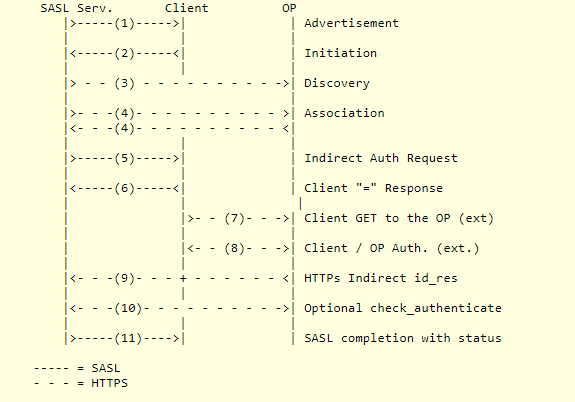 SASL Serv.       Client          OP
    |>-----(1)----->|              | Advertisement
    |<-----(2)-----<|              | Initiation
    |> - - (3) - - - - - - - - - ->| Discovery
    |>- - -(4)- - - - - - - - - - >| Association
    |<- - -(4)- - - - - - - - - - <|
    |>-----(5)----->|              | Indirect Auth Request
    |<-----(6)-----<|              | Client "=" Response
    |               |>- - (7)- - ->| Client GET to the OP (ext)
    |               |<- - (8)- - ->| Client / OP Auth. (ext.)
    |<- - -(9)- - - + - - - - - - <| HTTPs Indirect id_res
    |<- - -(10)- - - - - - - - - ->| Optional check_authenticate
    |>-----(11)---->|              | SASL completion with status
----- = SASL
- - - = HTTPS